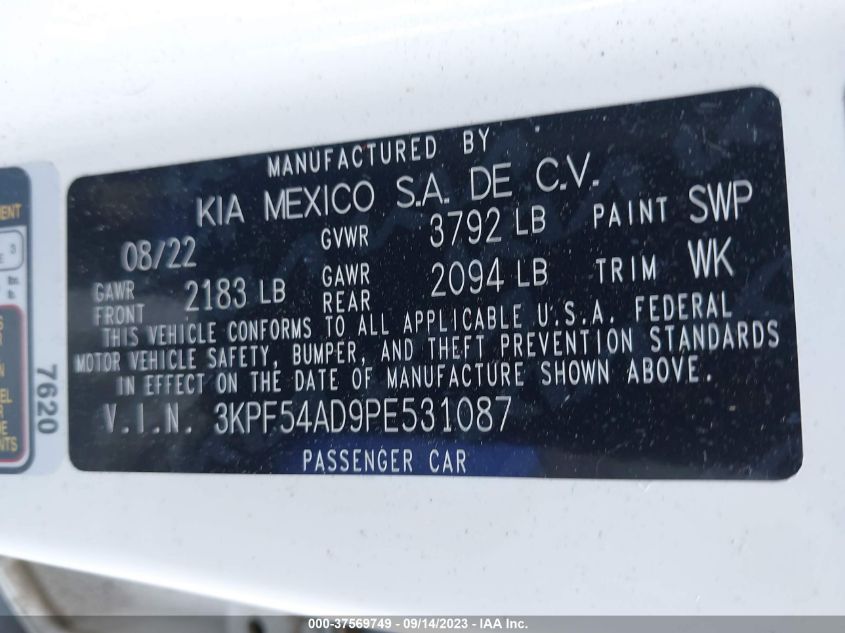 MANUFACTURED BY
KIA MEXICO S.A. DE C.V.
08/22 GVWR 3792 LB PAINT SWP
GAWR FRONT 2183 LB GAWR REAR 2094 LB TRIM WK
THIS VEHICLE CONFORMS TO ALL APPLICABLE U.S.A. FEDERAL
MOTOR VEHICLE SAFETY, BUMPER, AND THEFT PREVENTION STANDARDS
IN EFFECT ON THE DATE OF MANUFACTURE SHOWN ABOVE.
V.I.N. 3KPF54AD9PE531087
PASSENGER CAR
7620
000-37569749 - 09/14/2023 - IAA Inc.